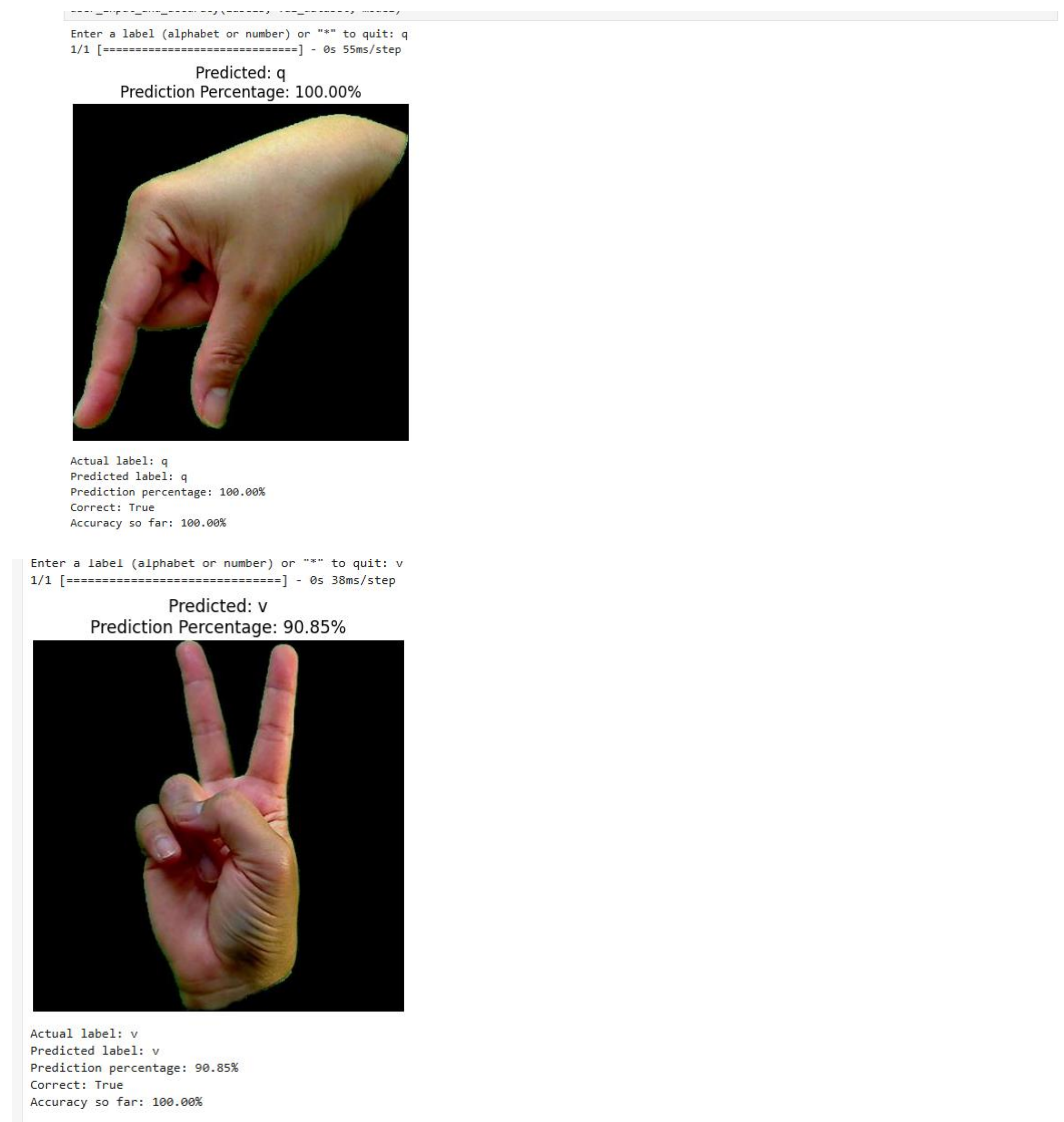 Enter a label (alphabet or number) or "*" to quit: q
1/1 [==============================] - 0s 55ms/step
Predicted: q
Prediction Percentage: 100.00%
Actual label: q
Predicted label: q
Prediction percentage: 100.00%
Correct: True
Accuracy so far: 100.00%
Enter a label (alphabet or number) or "*" to quit: v
1/1 [==============================] - 0s 38ms/step
Predicted: v
Prediction Percentage: 90.85%
Actual label: v
Predicted label: v
Prediction percentage: 90.85%
Correct: True
Accuracy so far: 100.00%